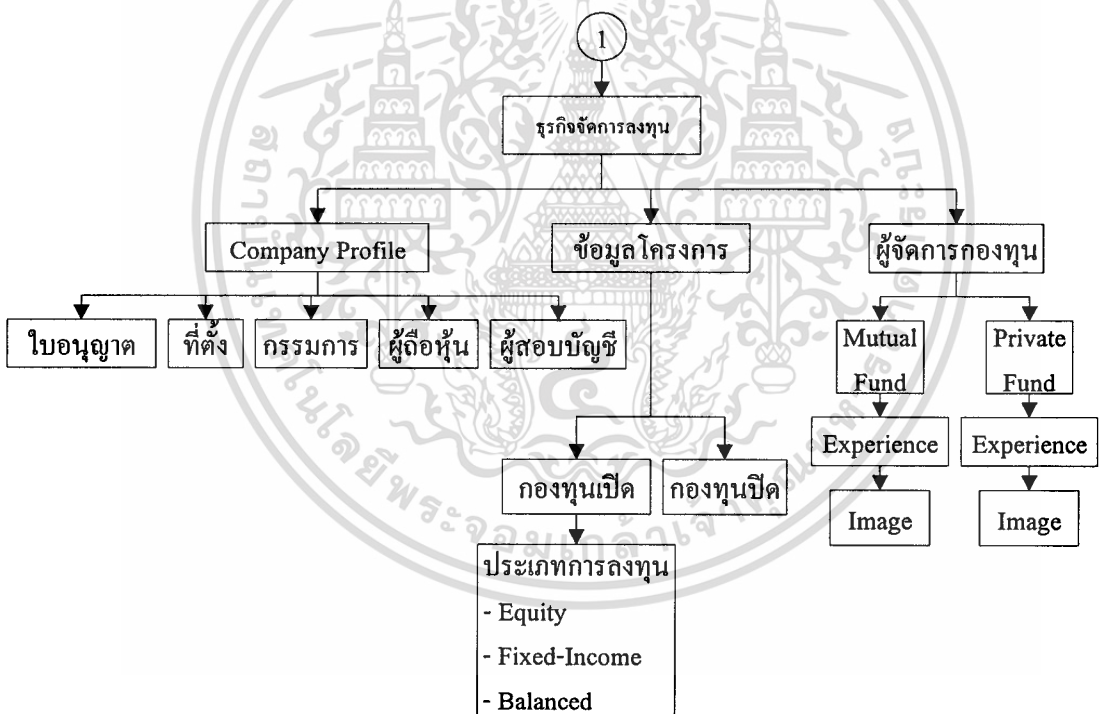 1
ธุรกิจจัดการลงทุน
Company Profile
ข้อมูลโครงการ
ผู้จัดการกองทุน
ใบอนุญาต
ที่ตั้ง
กรรมการ
ผู้ถือหุ้น
ผู้สอบบัญชี
Mutual
Fund
Private
Fund
Experience
Experience
Image
Image
กองทุนเปิด
กองทุนปิด
ประเภทการลงทุน
- Equity
- Fixed-Income
- Balanced